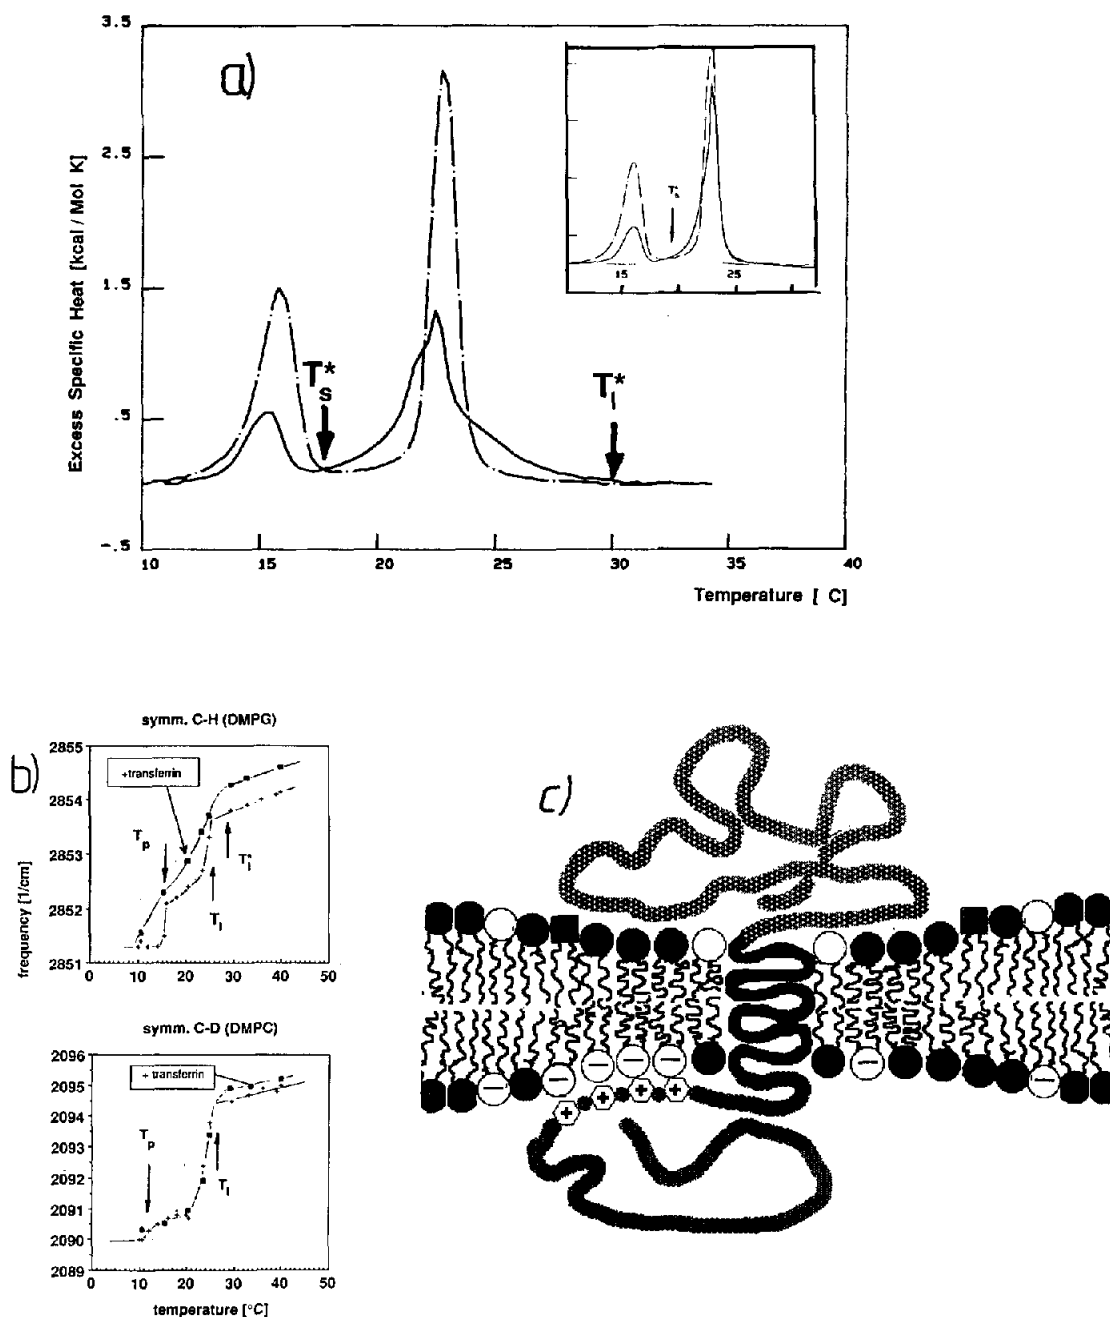 a)
3.5
2.5
1.5
.5
-.5
10 15 20 25 30 35 40
Excess Specific Heat [kcal / Mol K]
Temperature [ C]
T*s
T*l
T*s
15 25
b)
symm. C-H (DMPG)
2855
2854
2853
2852
2851
0 10 20 30 40 50
frequency [1/cm]
+transferrin
Tp
T*l
Tl
symm. C-D (DMPC)
2096
2095
2094
2093
2092
2091
2090
2089
0 10 20 30 40 50
+ transferrin
Tp
Tl
temperature [°C]
c)
− − − − − − −
+ + + +